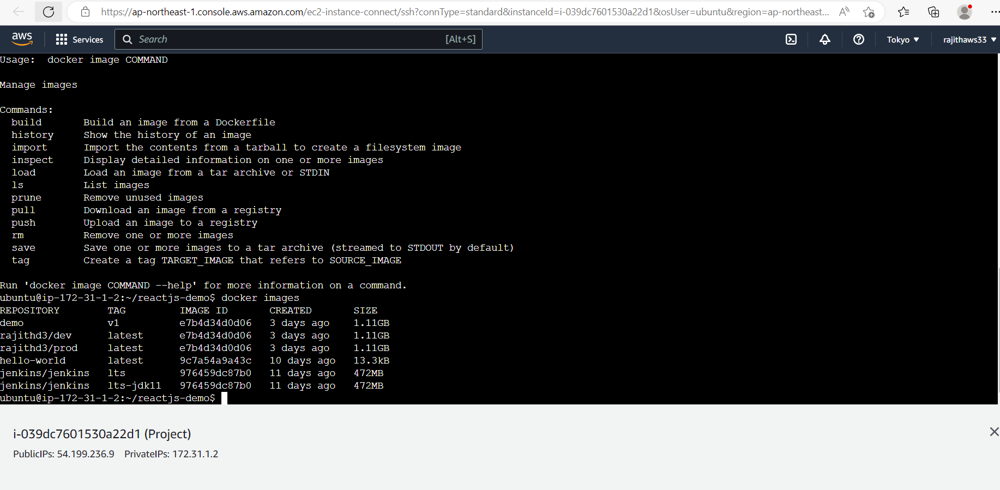 https://ap-northeast-1.console.aws.amazon.com/ec2-instance-connect/ssh?connType=standard&instanceId=i-039dc7601530a22d1&osUser=ubuntu&region=ap-northeast...
aws Services Search [Alt+S] Tokyo rajithaws33
Usage:  docker image COMMAND
Manage images
Commands:
  build       Build an image from a Dockerfile
  history     Show the history of an image
  import      Import the contents from a tarball to create a filesystem image
  inspect     Display detailed information on one or more images
  load        Load an image from a tar archive or STDIN
  ls          List images
  prune       Remove unused images
  pull        Download an image from a registry
  push        Upload an image to a registry
  rm          Remove one or more images
  save        Save one or more images to a tar archive (streamed to STDOUT by default)
  tag         Create a tag TARGET_IMAGE that refers to SOURCE_IMAGE
Run 'docker image COMMAND --help' for more information on a command.
ubuntu@ip-172-31-1-2:~/reactjs-demo$ docker images
REPOSITORY        TAG         IMAGE ID       CREATED       SIZE
demo              v1          e7b4d34d0d06   3 days ago    1.11GB
rajithd3/dev      latest      e7b4d34d0d06   3 days ago    1.11GB
rajithd3/prod     latest      e7b4d34d0d06   3 days ago    1.11GB
hello-world       latest      9c7a54a9a43c   10 days ago   13.3kB
jenkins/jenkins   lts         976459dc87b0   11 days ago   472MB
jenkins/jenkins   lts-jdk11   976459dc87b0   11 days ago   472MB
ubuntu@ip-172-31-1-2:~/reactjs-demo$
i-039dc7601530a22d1 (Project)
PublicIPs: 54.199.236.9 PrivateIPs: 172.31.1.2